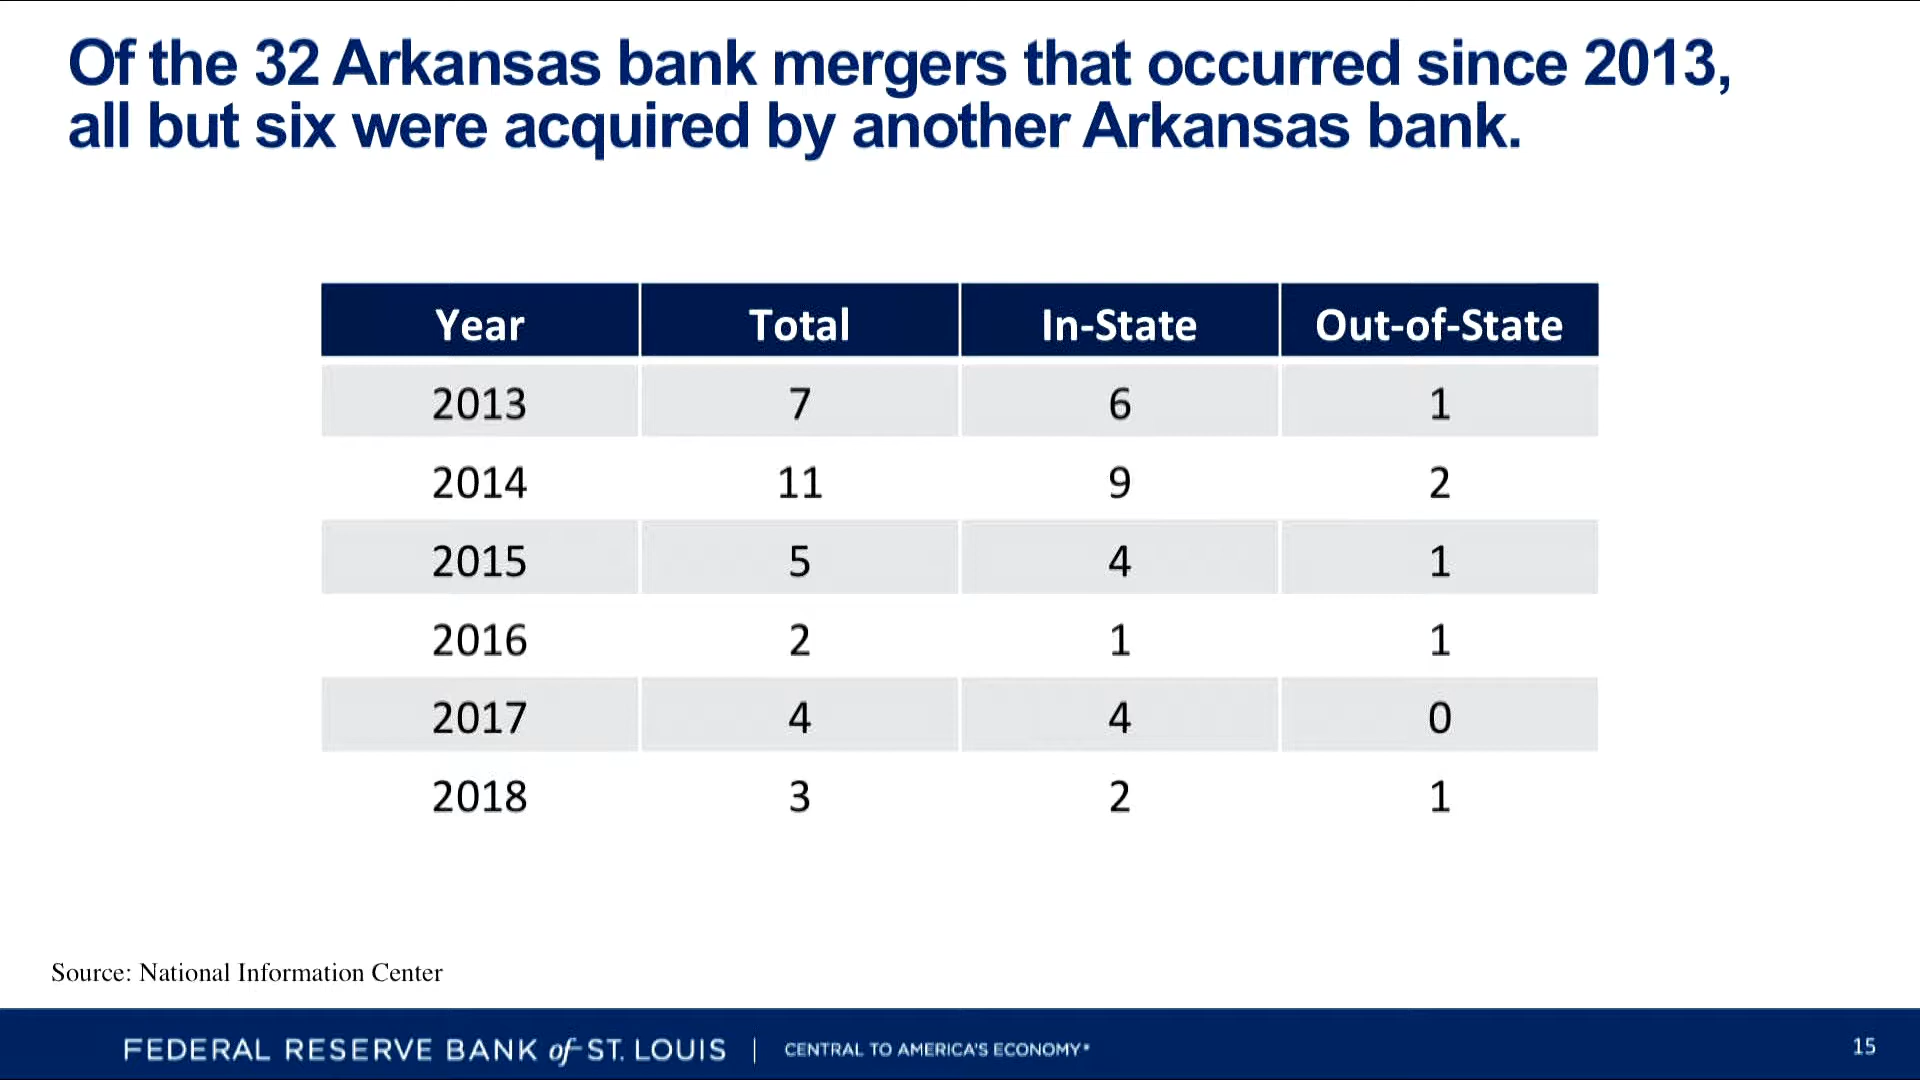 Of the 32 Arkansas bank mergers that occurred since 2013,
all but six were acquired by another Arkansas bank.
Year Total In-State Out-of-State
2013 7 6 1
2014 11 9 2
2015 5 4 1
2016 2 1 1
2017 4 4 0
2018 3 2 1
Source: National Information Center
FEDERAL RESERVE BANK of ST. LOUIS | CENTRAL TO AMERICA'S ECONOMY® 15